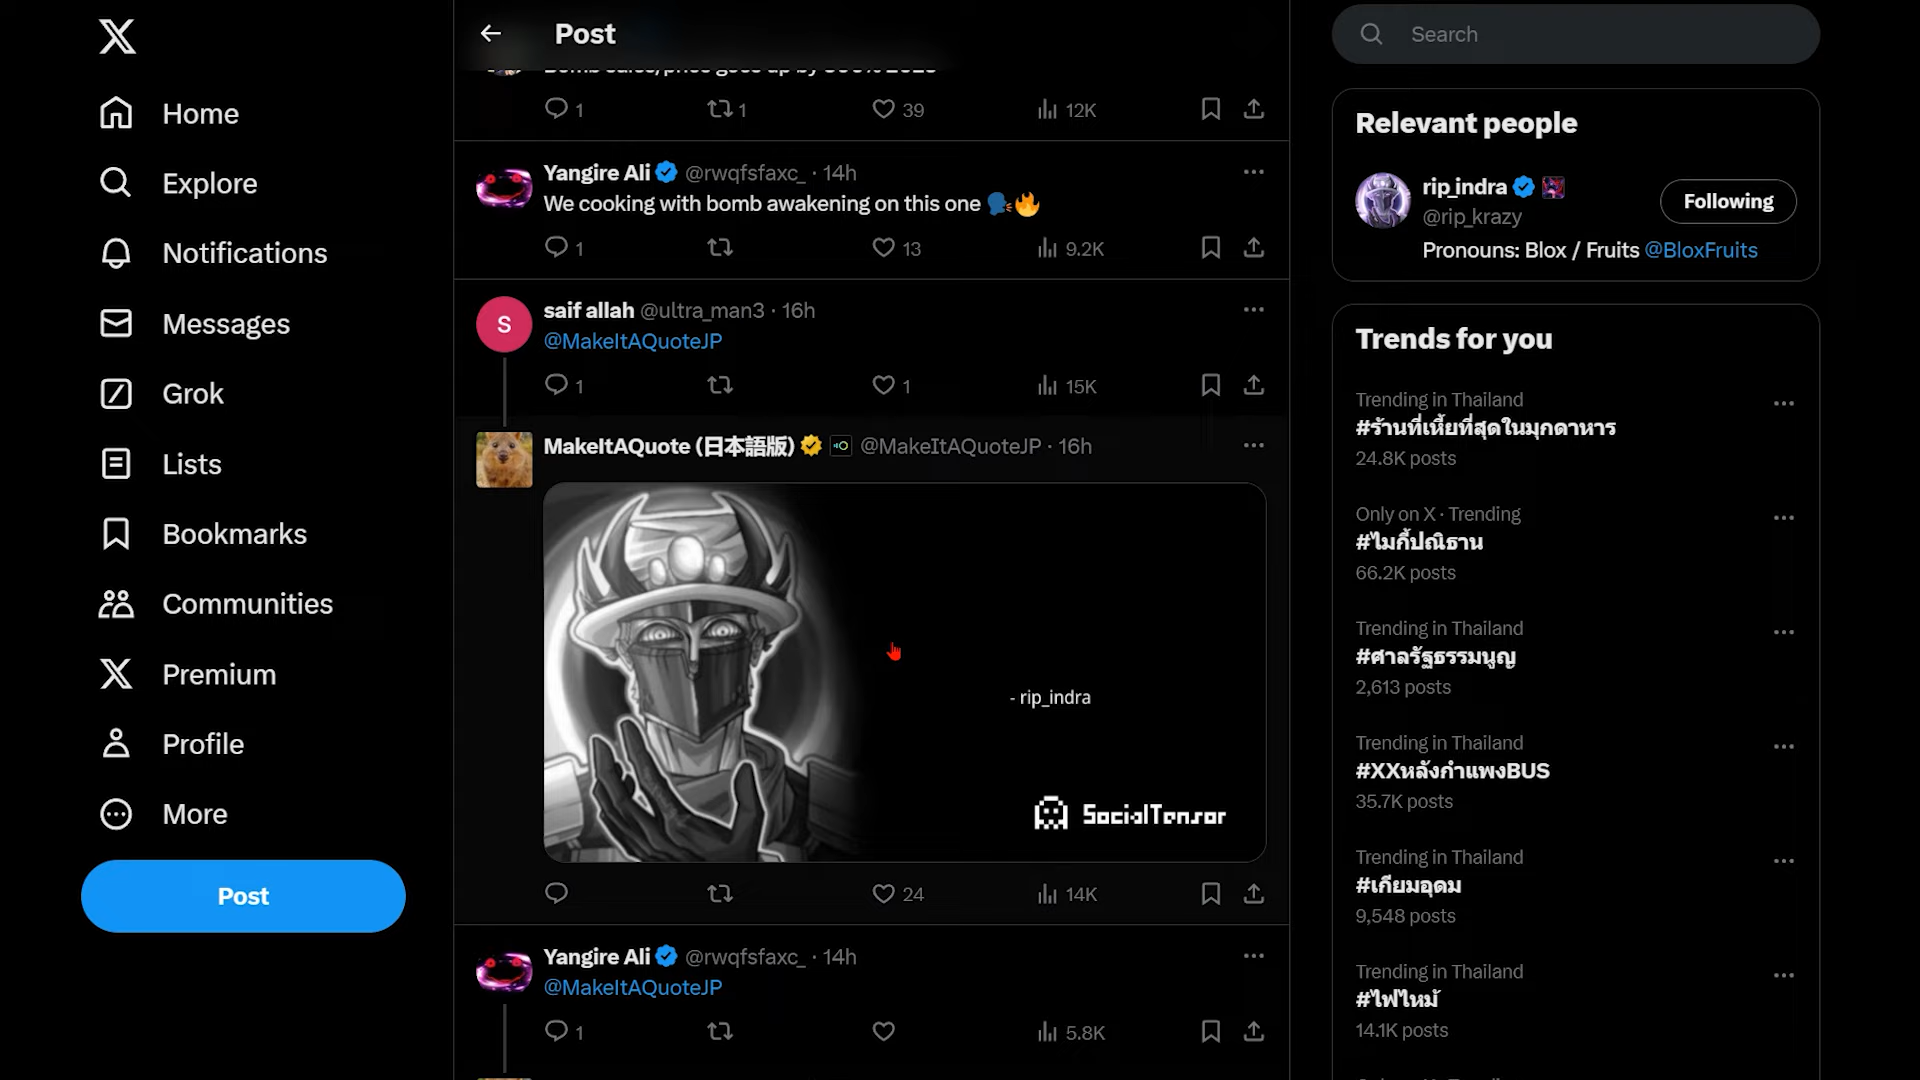 Home
Explore
Notifications
Messages
Grok
Lists
Bookmarks
Communities
Premium
Profile
More
Post
Post
1
1
39
12K
Yangire Ali @rwqfsfaxc_ · 14h
We cooking with bomb awakening on this one 🗣️🔥
1
13
9.2K
S
saif allah @ultra_man3 · 16h
@MakeItAQuoteJP
1
1
15K
MakeItAQuote (日本語版) @MakeItAQuoteJP · 16h
- rip_indra
SocialTensor
24
14K
Yangire Ali @rwqfsfaxc_ · 14h
@MakeItAQuoteJP
1
5.8K
Search
Relevant people
rip_indra
@rip_krazy
Following
Pronouns: Blox / Fruits @BloxFruits
Trends for you
Trending in Thailand
#ร้านที่เหี้ยที่สุดในมุกดาหาร
24.8K posts
Only on X · Trending
#ไมกี้ปณิธาน
66.2K posts
Trending in Thailand
#ศาลรัฐธรรมนูญ
2,613 posts
Trending in Thailand
#XXหลังกำแพงBUS
35.7K posts
Trending in Thailand
#เกียมอุดม
9,548 posts
Trending in Thailand
#ไฟไหม้
14.1K posts